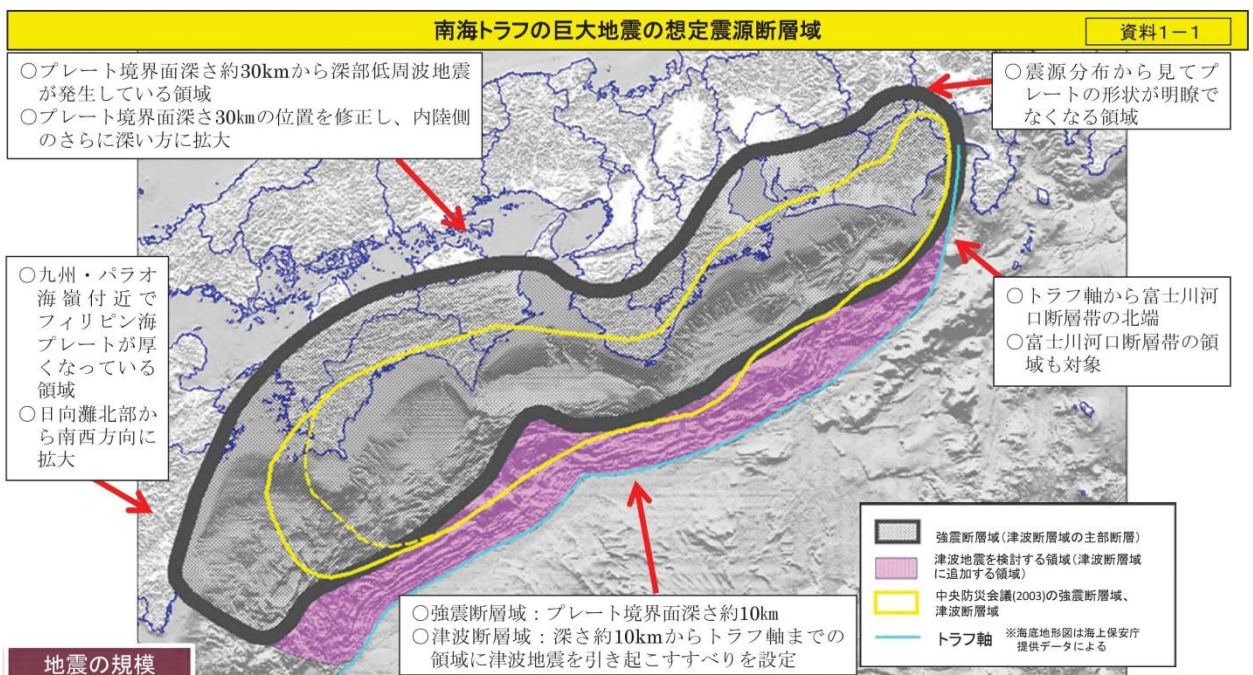 南海トラフの巨大地震の想定震源断層域
資料1－1
○プレート境界面深さ約30kmから深部低周波地震
が発生している領域
○プレート境界面深さ30㎞の位置を修正し、内陸側
のさらに深い方に拡大
○震源分布から見てプ
レートの形状が明瞭で
なくなる領域
○九州・パラオ
海嶺付近で
フィリピン海
プレートが厚
くなっている
領域
○日向灘北部か
ら南西方向に
拡大
○トラフ軸から富士川河
口断層帯の北端
○富士川河口断層帯の領
域も対象
○強震断層域：プレート境界面深さ約10㎞
○津波断層域：深さ約10kmからトラフ軸までの
領域に津波地震を引き起こすすべりを設定
強震断層域(津波断層域の主部断層)
津波地震を検討する領域(津波断層域
に追加する領域)
中央防災会議(2003)の強震断層域、
津波断層域
トラフ軸
※海底地形図は海上保安庁
提供データによる
地震の規模